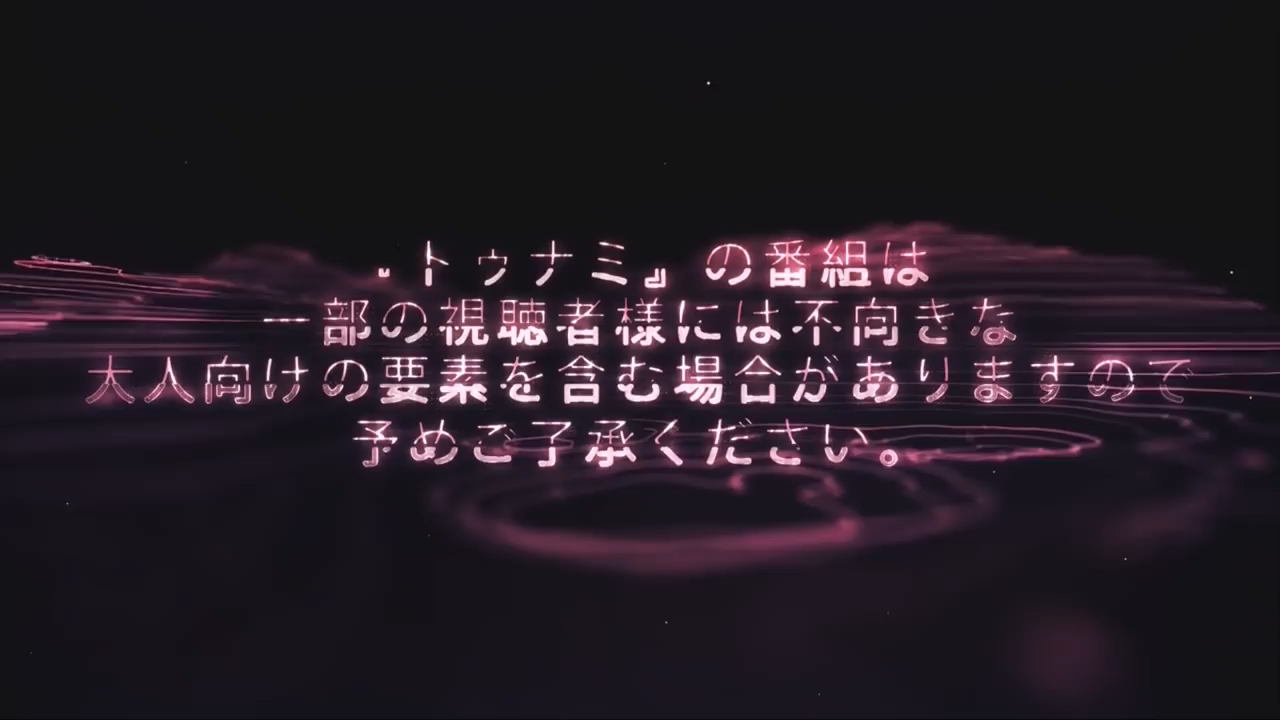 『トゥナミ』の番組は
一部の視聴者様には不向きな
大人向けの要素を含む場合がありますので
予めご了承ください。